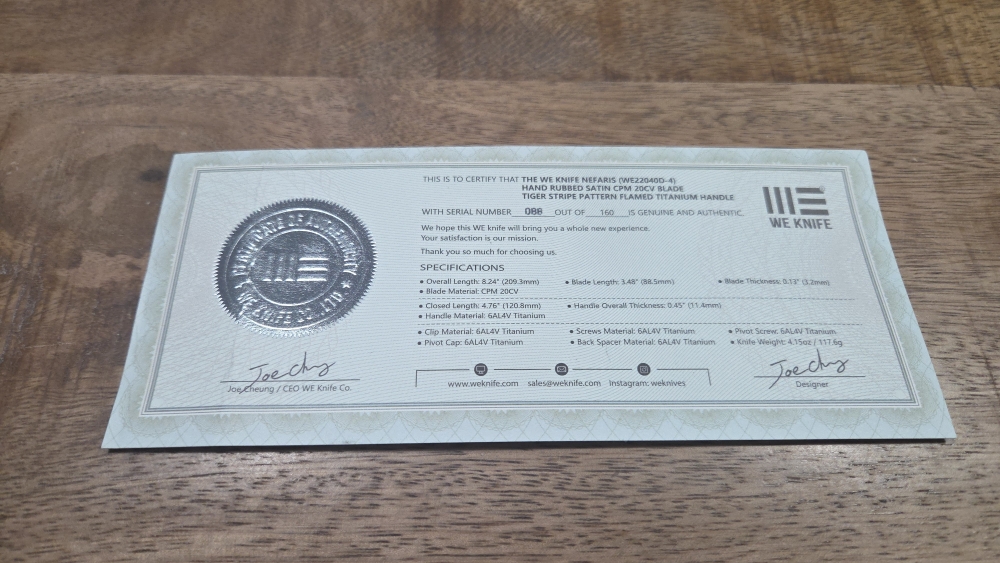 THIS IS TO CERTIFY THAT THE WE KNIFE NEFARIS (WE22040D-4)
HAND RUBBED SATIN CPM 20CV BLADE
TIGER STRIPE PATTERN FLAMED TITANIUM HANDLE
WITH SERIAL NUMBER 088 OUT OF 160 IS GENUINE AND AUTHENTIC.
WE KNIFE
We hope this WE knife will bring you a whole new experience.
Your satisfaction is our mission.
Thank you so much for choosing us.
SPECIFICATIONS
• Overall Length: 8.24" (209.3mm) • Blade Length: 3.48" (88.5mm) • Blade Thickness: 0.13" (3.2mm)
• Blade Material: CPM 20CV
• Closed Length: 4.76" (120.8mm) • Handle Overall Thickness: 0.45" (11.4mm)
• Handle Material: 6AL4V Titanium
• Clip Material: 6AL4V Titanium • Screws Material: 6AL4V Titanium • Pivot Screw: 6AL4V Titanium
• Pivot Cap: 6AL4V Titanium • Back Spacer Material: 6AL4V Titanium • Knife Weight: 4.15oz / 117.6g
www.weknife.com sales@weknife.com Instagram: weknives
Joe Cheung / CEO WE Knife Co.
Designer
OF AUTHENTICITY
WE KNIFE CO., LTD